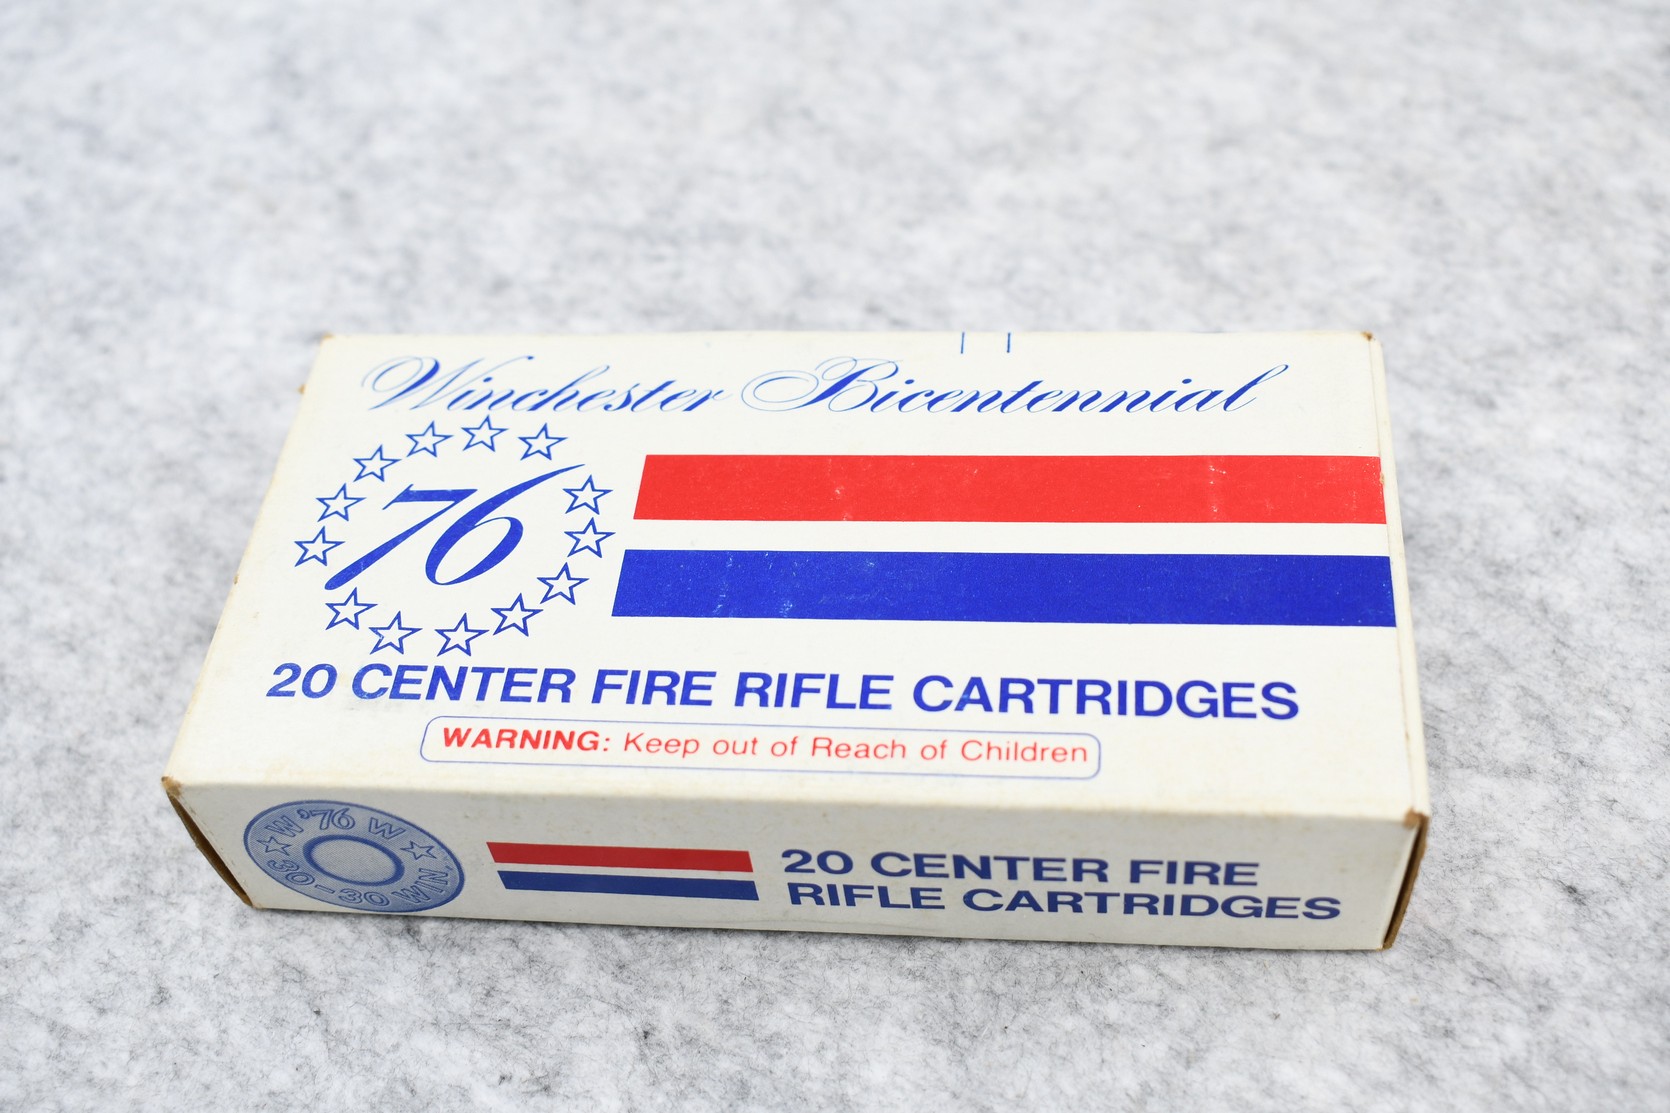 Winchester Bicentennial
76
20 CENTER FIRE RIFLE CARTRIDGES
WARNING: Keep out of Reach of Children
W '76 W
30-30 WIN.
20 CENTER FIRE
RIFLE CARTRIDGES